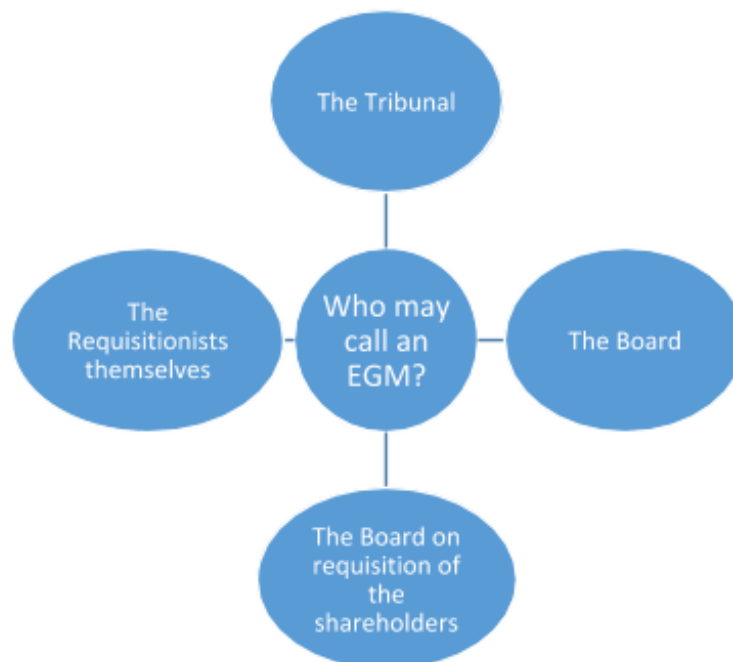 The Tribunal
The
Requisitionists
themselves
Who may
call an
EGM?
The Board
The Board on
requisition of
the
shareholders